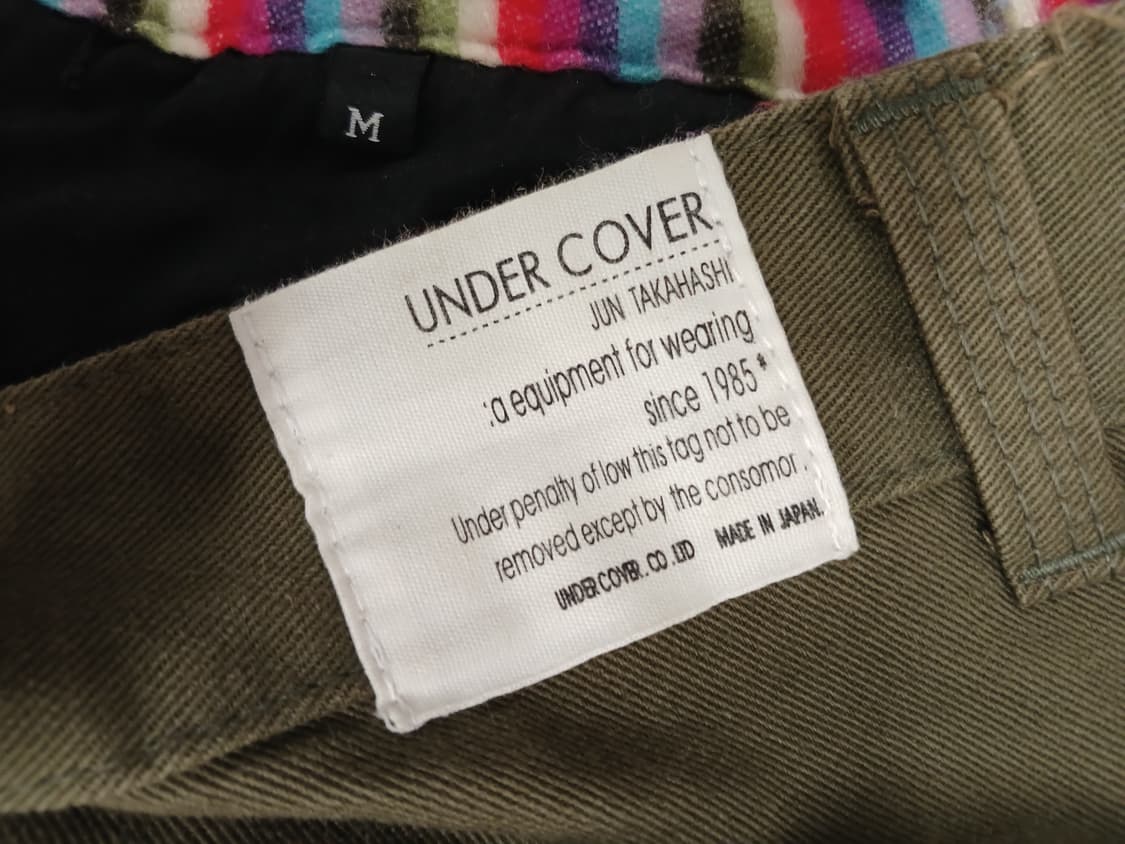 M
UNDER COVER.
JUN TAKAHASHI
:a equipment for wearing
since 1985*
Under penalty of low this tag not to be
removed except by the consomor.
UNDER COVER. CO .LTD MADE IN JAPAN.